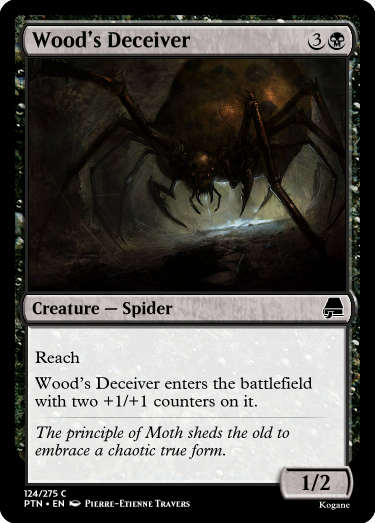 Wood's Deceiver 3
Creature — Spider
Reach
Wood's Deceiver enters the battlefield
with two +1/+1 counters on it.
The principle of Moth sheds the old to
embrace a chaotic true form.
1/2
124/275 C
PTN • EN Pierre-Etienne Travers
Kogane